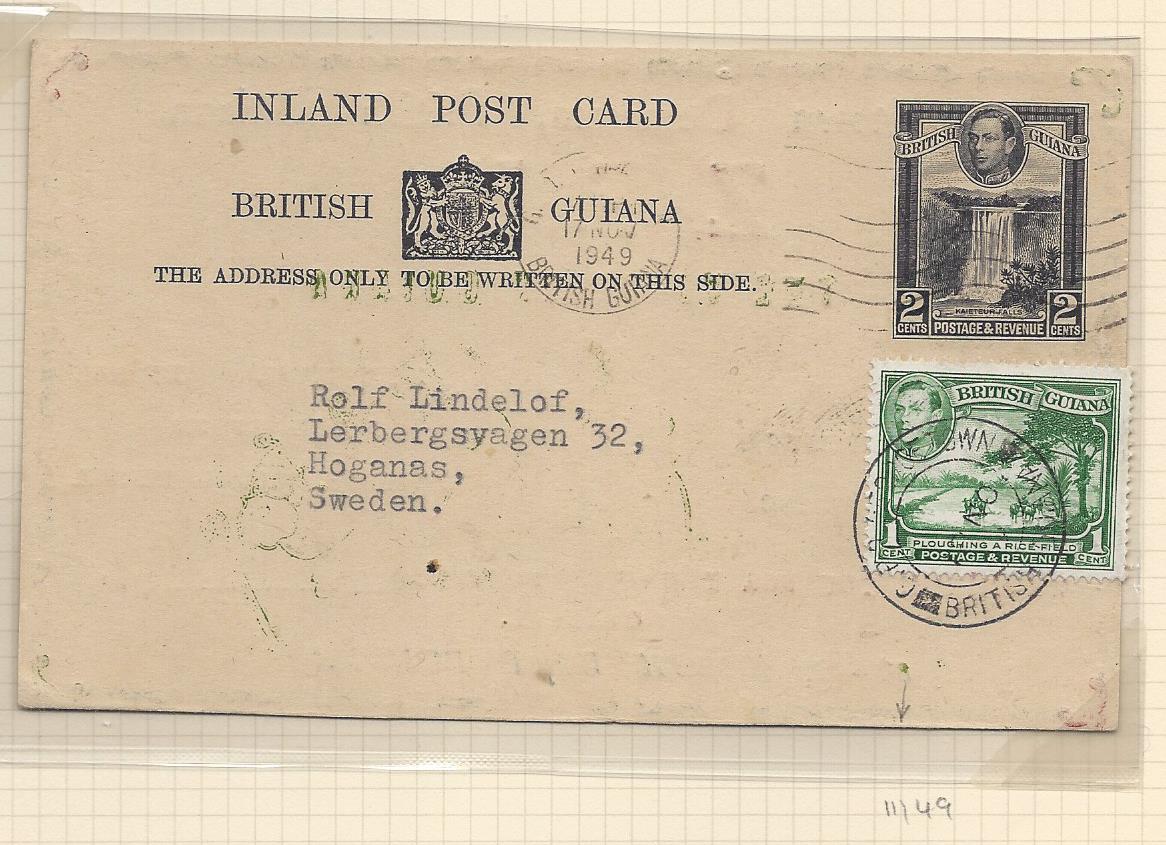 INLAND POST CARD
BRITISH GUIANA
THE ADDRESS ONLY TO BE WRITTEN ON THIS SIDE.
17 NOV
1949
BRITISH GUIANA
BRITISH GUIANA
KAIETEUR FALLS
2 CENTS POSTAGE & REVENUE 2 CENTS
Rolf Lindelof,
Lerbergsvagen 32,
Hoganas,
Sweden.
BRITISH GUIANA
PLOUGHING A RICE-FIELD
1 CENT POSTAGE & REVENUE 1 CENT
BRITISH
11/49